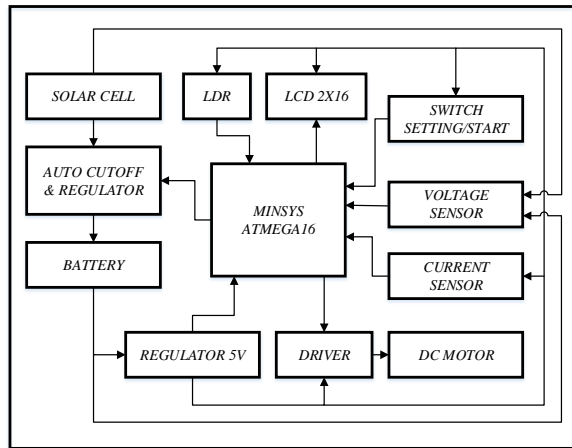 SOLAR CELL
LDR
LCD 2X16
SWITCH
SETTING/START
AUTO CUTOFF
& REGULATOR
MINSYS
ATMEGA16
VOLTAGE
SENSOR
BATTERY
CURRENT
SENSOR
REGULATOR 5V
DRIVER
DC MOTOR